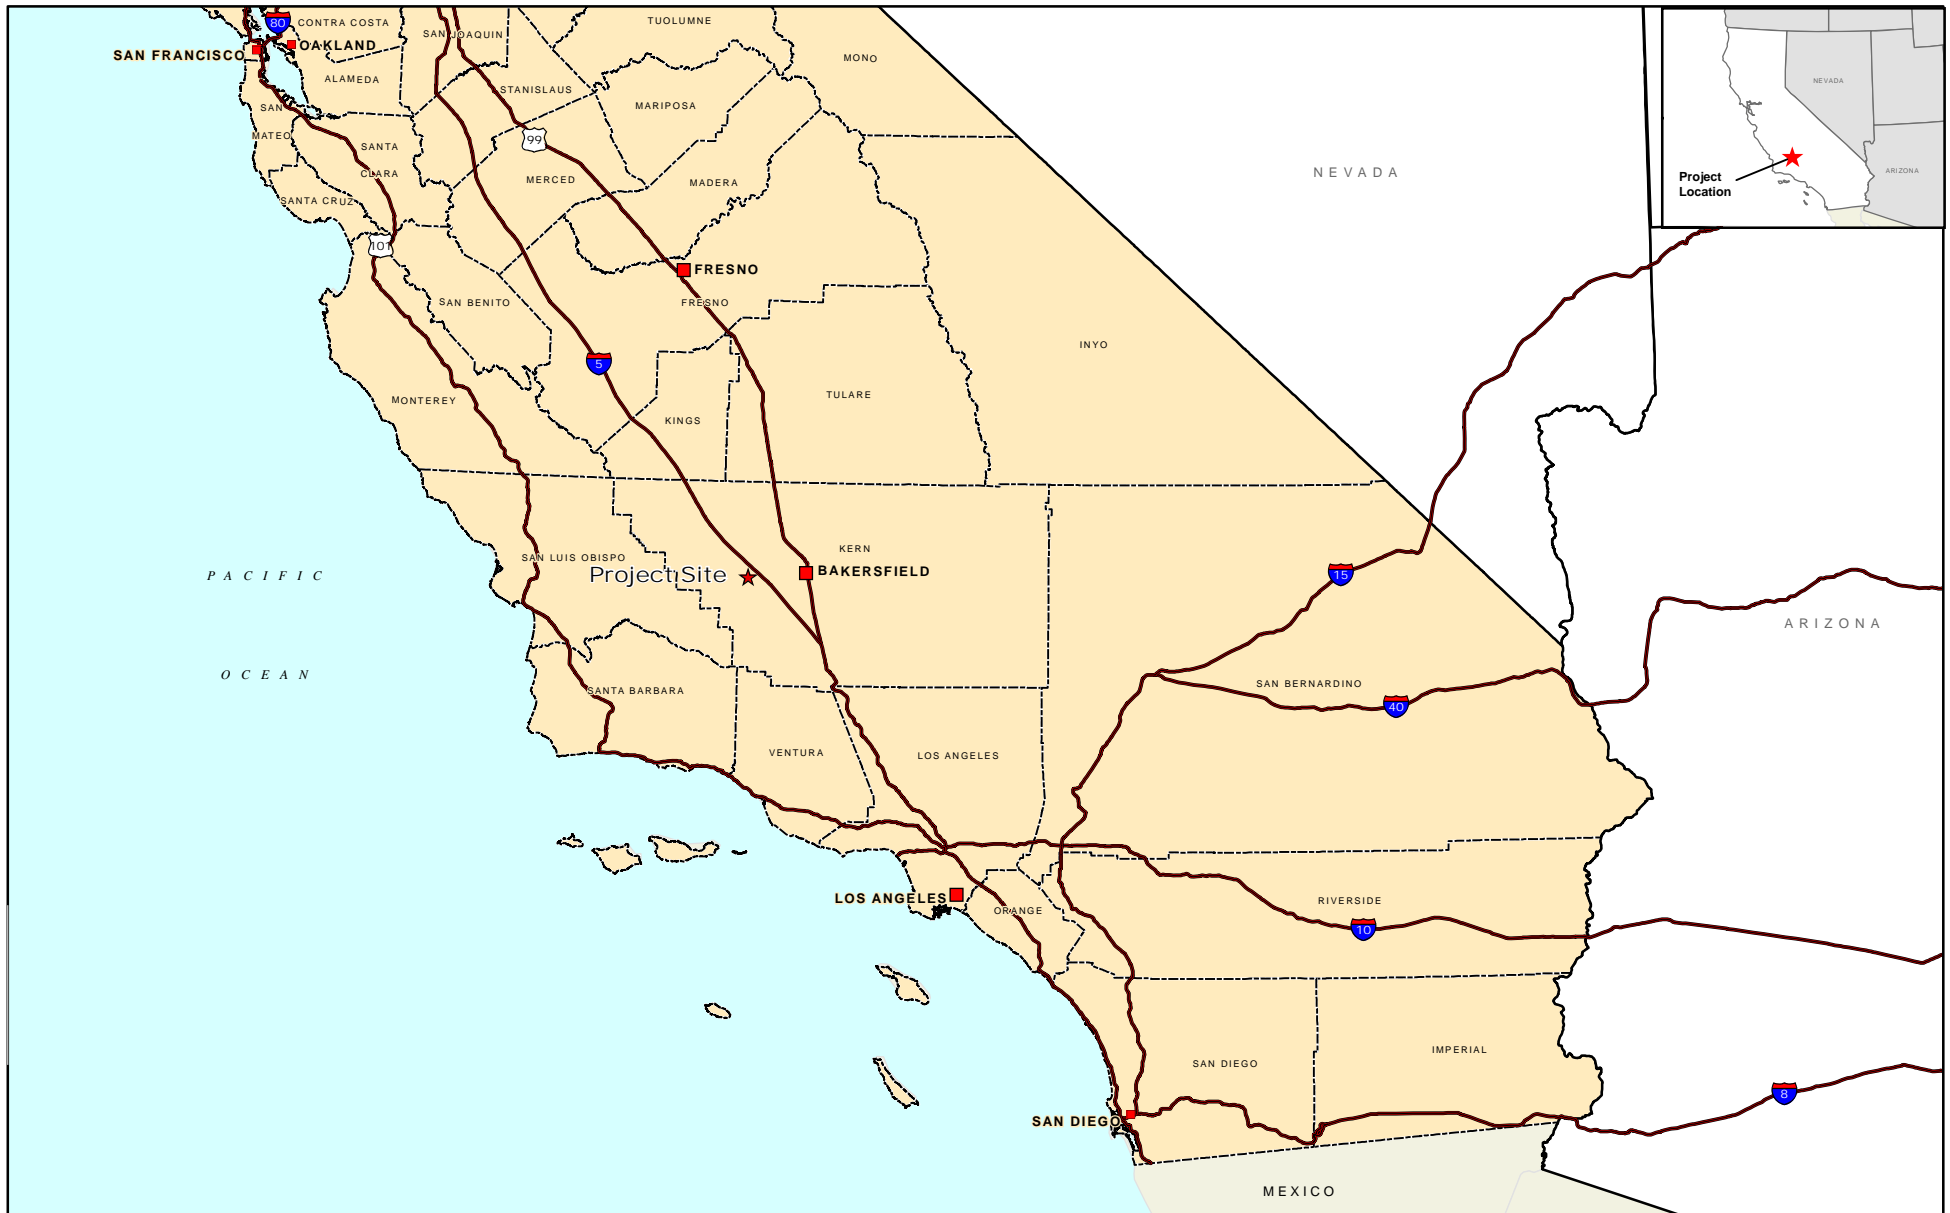 80
CONTRA COSTA
SAN JOAQUIN
TUOLUMNE
SAN FRANCISCO
OAKLAND
MONO
ALAMEDA
STANISLAUS
MARIPOSA
NEVADA
SAN
MATEO
99
SANTA
CLARA
MERCED
MADERA
NEVADA
ARIZONA
Project
Location
SANTA CRUZ
101
FRESNO
SAN BENITO
FRESNO
INYO
5
MONTEREY
KINGS
TULARE
KERN
SAN LUIS OBISPO
PACIFIC
Project Site
BAKERSFIELD
15
ARIZONA
OCEAN
SANTA BARBARA
SAN BERNARDINO
40
VENTURA
LOS ANGELES
LOS ANGELES
ORANGE
RIVERSIDE
10
SAN DIEGO
IMPERIAL
8
SAN DIEGO
MEXICO